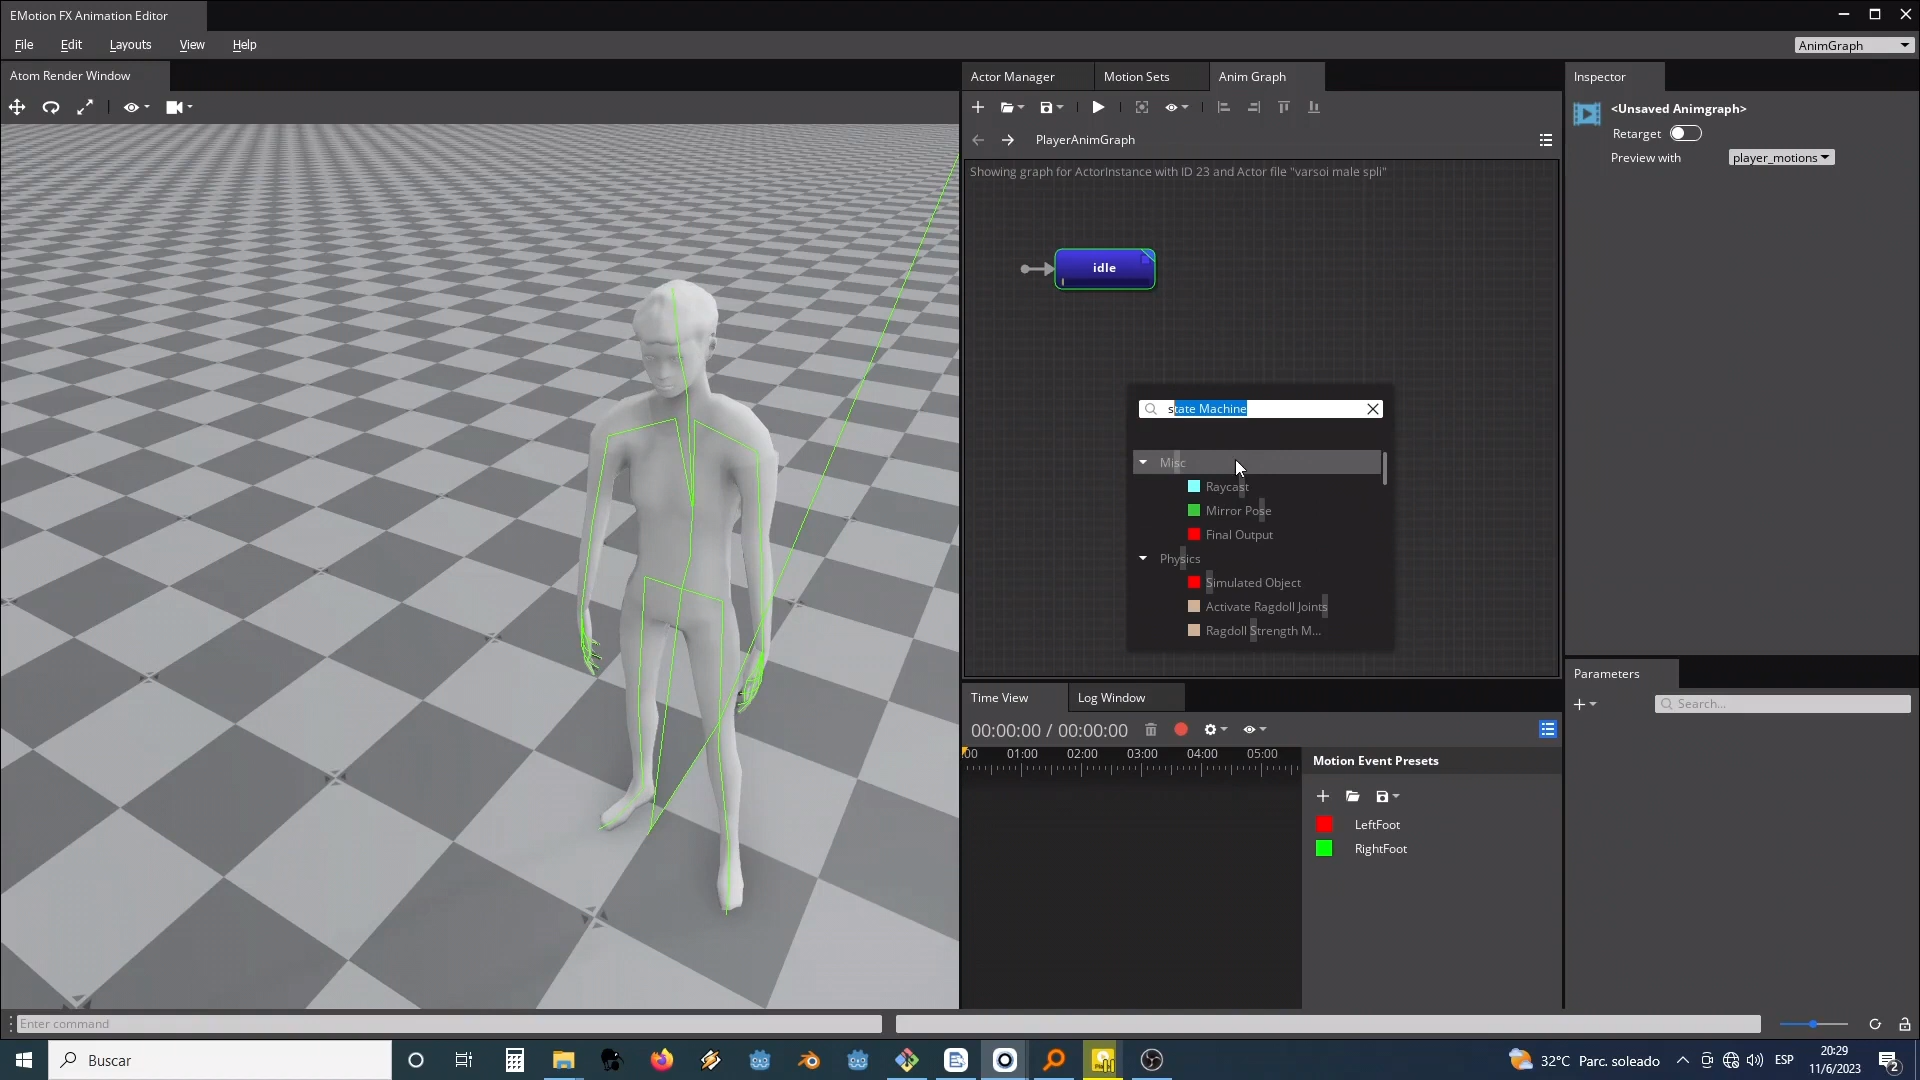 EMotion FX Animation Editor
File Edit Layouts View Help
AnimGraph
Atom Render Window
Actor Manager Motion Sets Anim Graph
PlayerAnimGraph
Showing graph for ActorInstance with ID 23 and Actor file "varsoi male spli"
idle
state Machine
Misc
Raycast
Mirror Pose
Final Output
Physics
Simulated Object
Activate Ragdoll Joints
Ragdoll Strength M...
Inspector
<Unsaved Animgraph>
Retarget
Preview with player_motions
Parameters
Search...
Time View Log Window
00:00:00 / 00:00:00
00 01:00 02:00 03:00 04:00 05:00
Motion Event Presets
LeftFoot
RightFoot
Enter command
Buscar
32°C Parc. soleado
ESP
20:29
11/6/2023
2